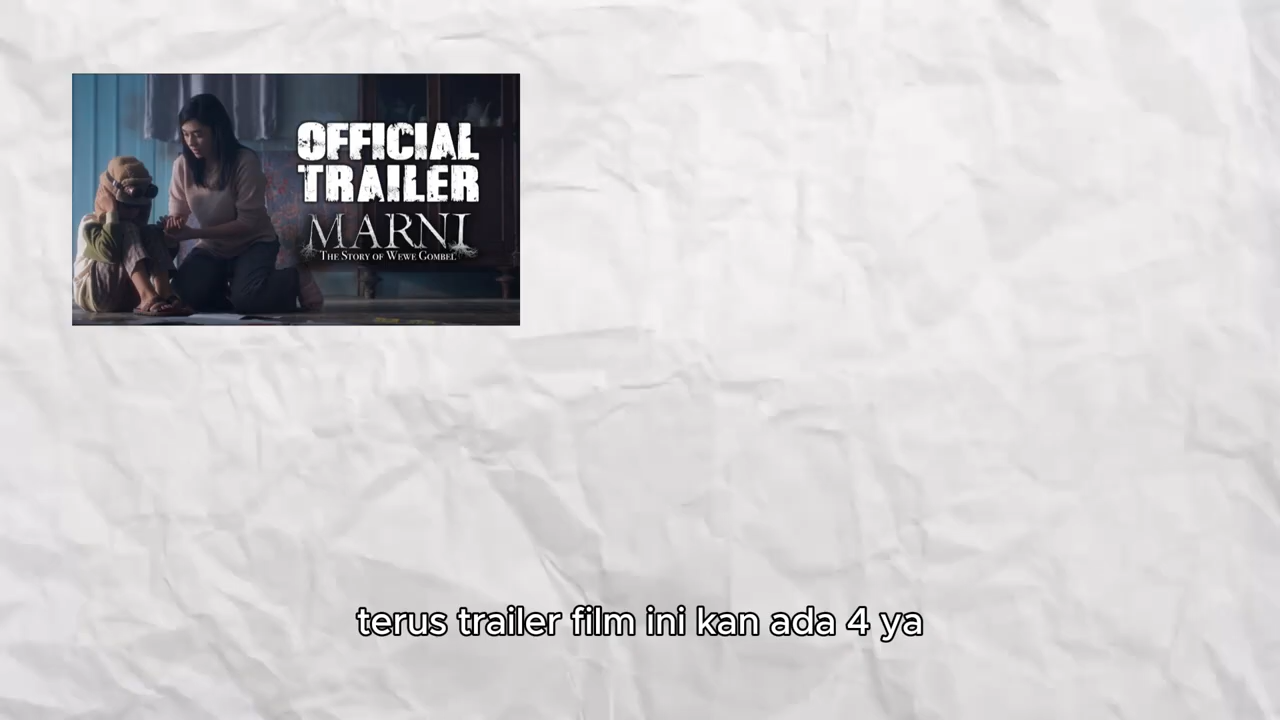 OFFICIAL
TRAILER
MARNI
THE STORY OF WEWE GOMBEL
terus trailer film ini kan ada 4 ya